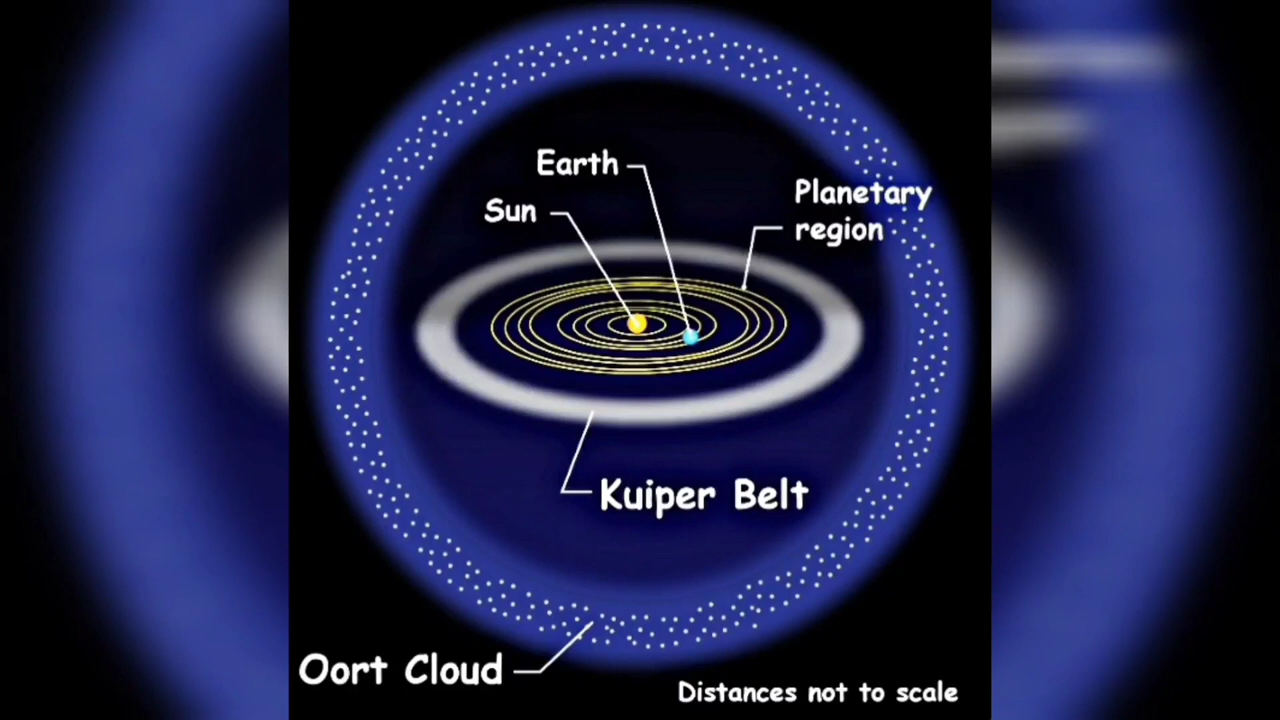 Earth
Sun
Planetary
region
Kuiper Belt
Oort Cloud
Distances not to scale